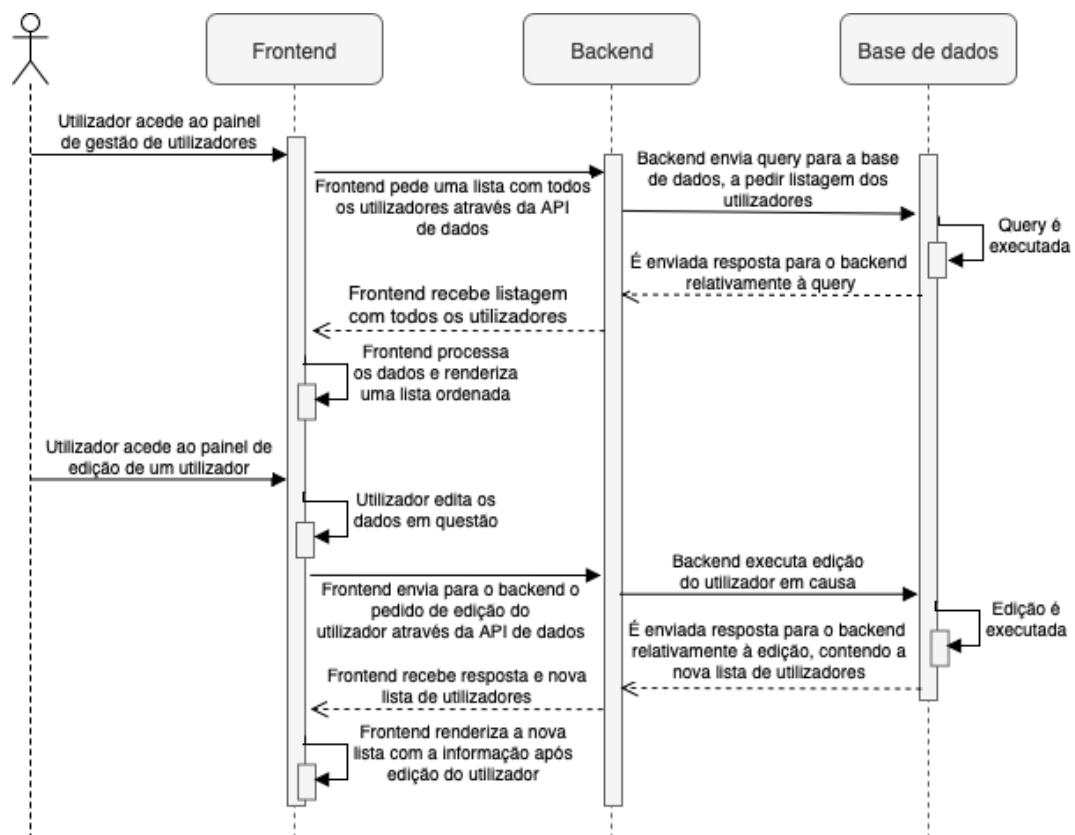 Frontend
Backend
Base de dados
Utilizador acede ao painel
de gestão de utilizadores
Frontend pede uma lista com todos
os utilizadores através da API
de dados
Backend envia query para a base
de dados, a pedir listagem dos
utilizadores
Query é
executada
É enviada resposta para o backend
relativamente à query
Frontend recebe listagem
com todos os utilizadores
Frontend processa
os dados e renderiza
uma lista ordenada
Utilizador acede ao painel de
edição de um utilizador
Utilizador edita os
dados em questão
Frontend envia para o backend o
pedido de edição do
utilizador através da API de dados
Backend executa edição
do utilizador em causa
Edição é
executada
É enviada resposta para o backend
relativamente à edição, contendo a
nova lista de utilizadores
Frontend recebe resposta e nova
lista de utilizadores
Frontend renderiza a nova
lista com a informação após
edição do utilizador